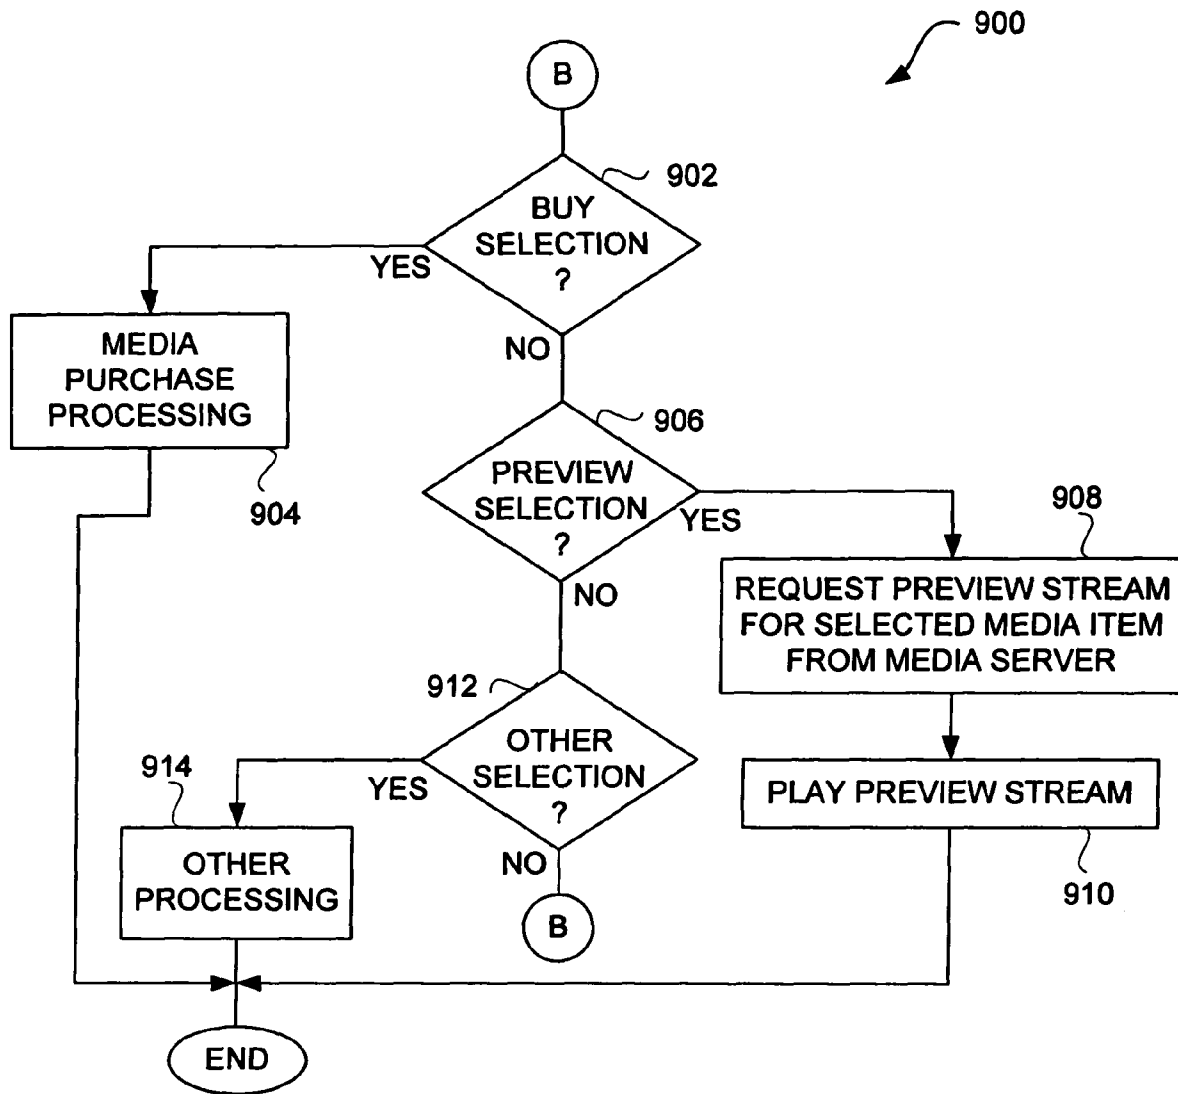 900
B
902
BUY
SELECTION
?
YES
NO
MEDIA
PURCHASE
PROCESSING
904
906
PREVIEW
SELECTION
?
YES
NO
908
REQUEST PREVIEW STREAM
FOR SELECTED MEDIA ITEM
FROM MEDIA SERVER
912
OTHER
SELECTION
?
YES
NO
914
OTHER
PROCESSING
PLAY PREVIEW STREAM
910
B
END